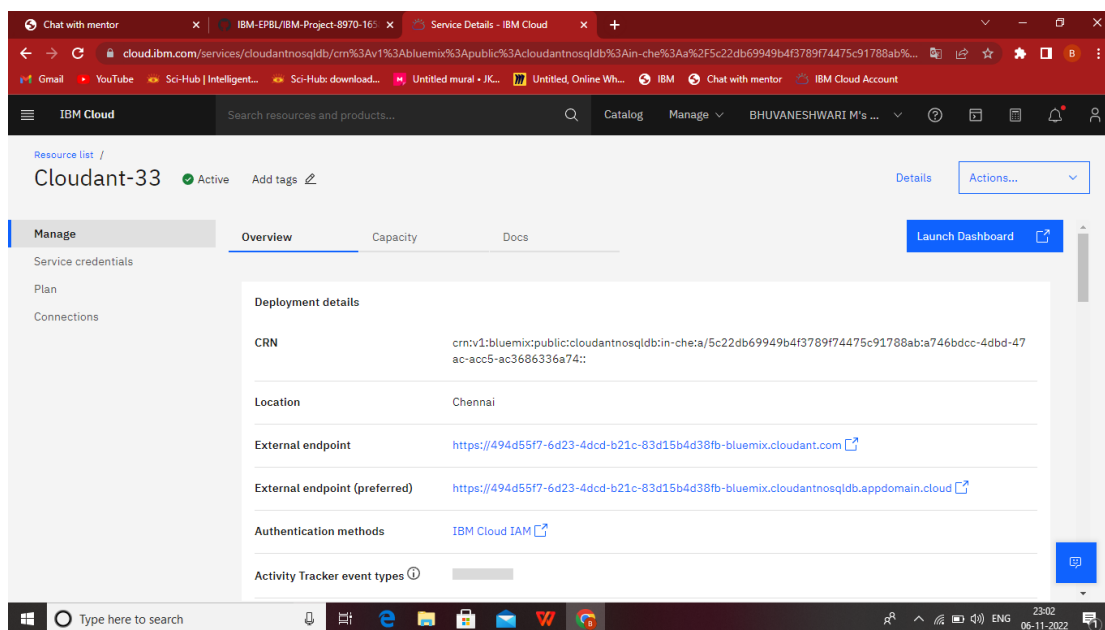 Chat with mentor
IBM-EPBL/IBM-Project-8970-165
Service Details - IBM Cloud
cloud.ibm.com/services/cloudantnosqldb/crn%3Av1%3Abluemix%3Apublic%3Acloudantnosqldb%3Ain-che%3Aa%2F5c22db69949b4f3789f74475c91788ab%...
B
Gmail YouTube Sci-Hub | Intelligent... Sci-Hub: download... Untitled mural • JK... Untitled, Online Wh... IBM Chat with mentor IBM Cloud Account
IBM Cloud
Search resources and products...
Catalog
Manage
BHUVANESHWARI M's ...
Resource list /
Cloudant-33
Active
Add tags
Details
Actions...
Manage
Service credentials
Plan
Connections
Overview
Capacity
Docs
Launch Dashboard
Deployment details
CRN
crn:v1:bluemix:public:cloudantnosqldb:in-che:a/5c22db69949b4f3789f74475c91788ab:a746bdcc-4dbd-47
ac-acc5-ac3686336a74::
Location
Chennai
External endpoint
https://494d55f7-6d23-4dcd-b21c-83d15b4d38fb-bluemix.cloudant.com
External endpoint (preferred)
https://494d55f7-6d23-4dcd-b21c-83d15b4d38fb-bluemix.cloudantnosqldb.appdomain.cloud
Authentication methods
IBM Cloud IAM
Activity Tracker event types
Type here to search
ENG
23:02
06-11-2022